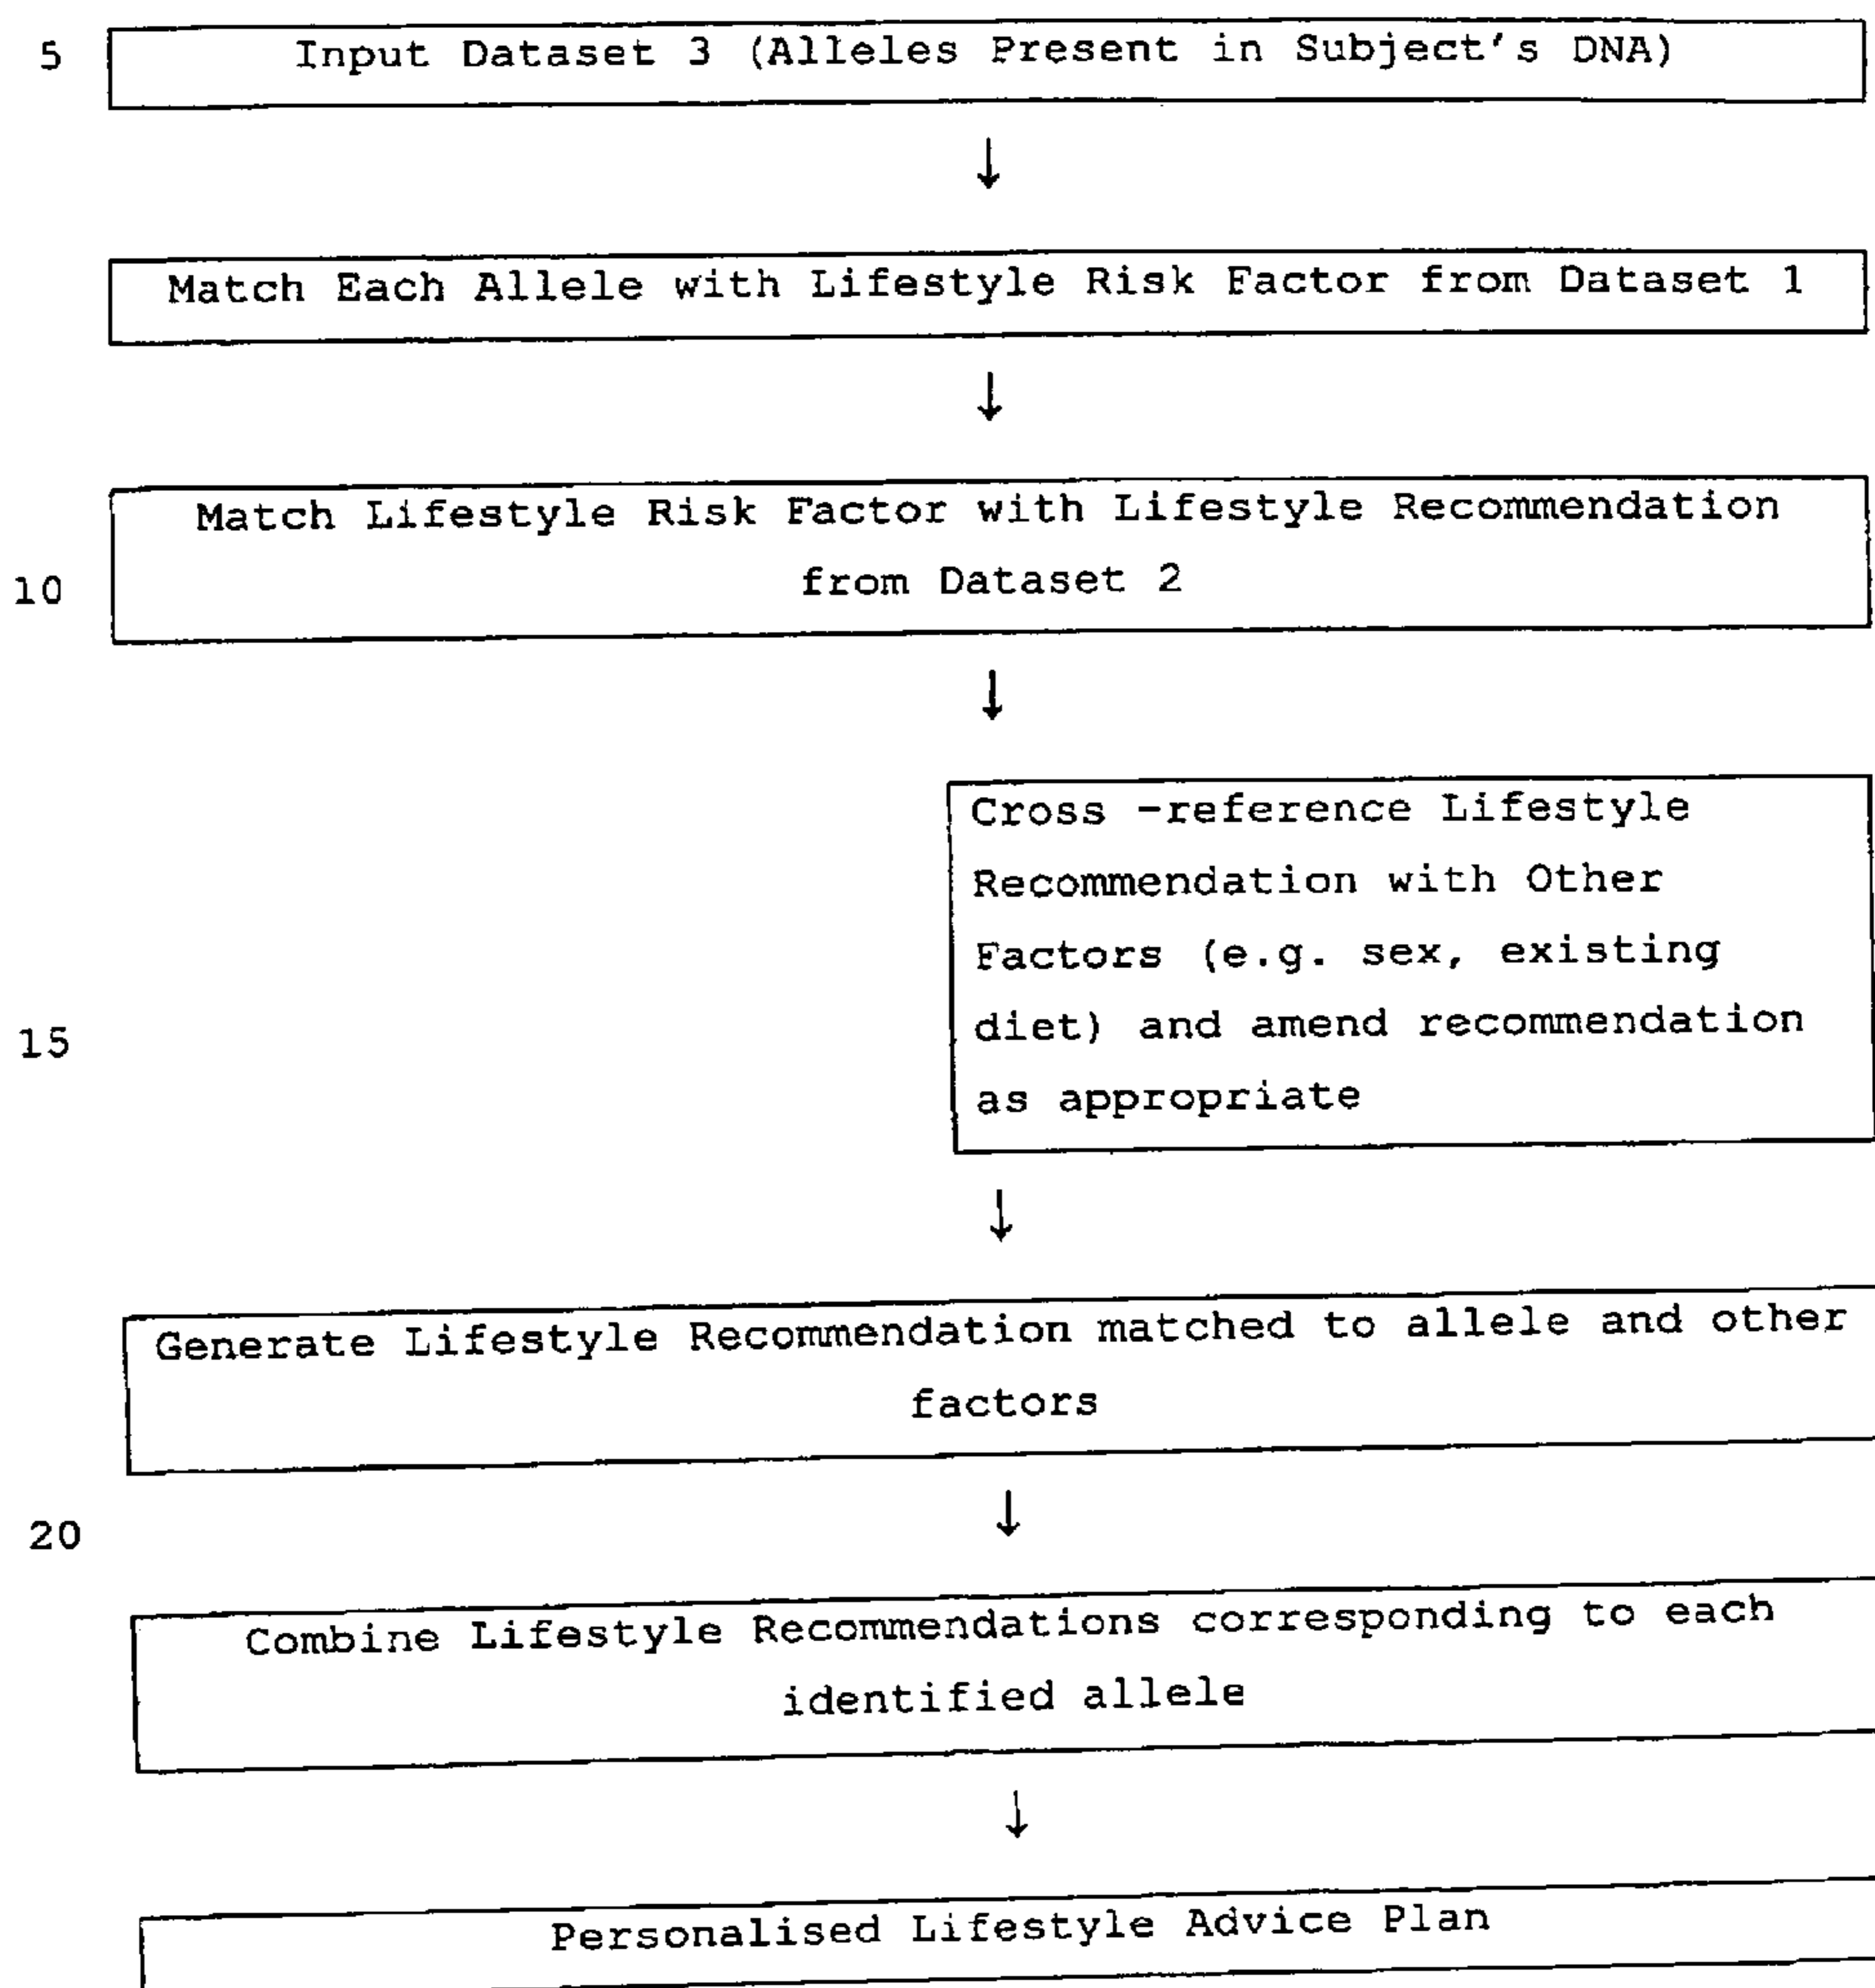 5 Input Dataset 3 (Alleles Present in Subject's DNA)
↓
Match Each Allele with Lifestyle Risk Factor from Dataset 1
↓
Match Lifestyle Risk Factor with Lifestyle Recommendation
10 from Dataset 2
↓
Cross -reference Lifestyle
Recommendation with Other
Factors (e.g. sex, existing
15 diet) and amend recommendation
as appropriate
↓
Generate Lifestyle Recommendation matched to allele and other
factors
↓
20
Combine Lifestyle Recommendations corresponding to each
identified allele
↓
Personalised Lifestyle Advice Plan